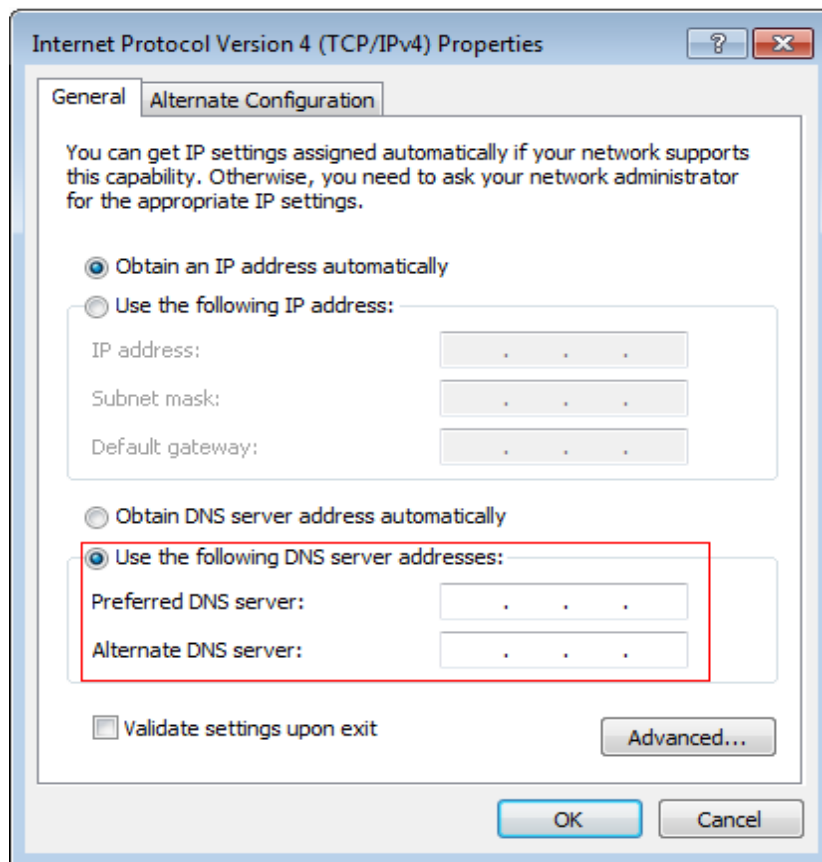 Internet Protocol Version 4 (TCP/IPv4) Properties
?
General
Alternate Configuration
You can get IP settings assigned automatically if your network supports
this capability. Otherwise, you need to ask your network administrator
for the appropriate IP settings.
Obtain an IP address automatically
Use the following IP address:
IP address: . . .
Subnet mask: . . .
Default gateway: . . .
Obtain DNS server address automatically
Use the following DNS server addresses:
Preferred DNS server: . . .
Alternate DNS server: . . .
Validate settings upon exit
Advanced...
OK
Cancel